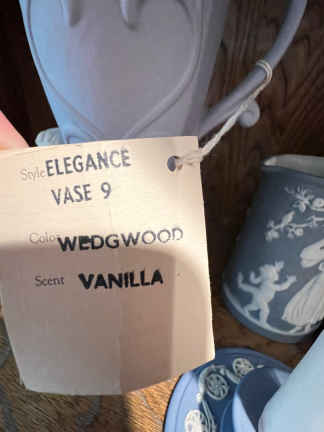 Style ELEGANCE
VASE 9
Color WEDGWOOD
Scent VANILLA